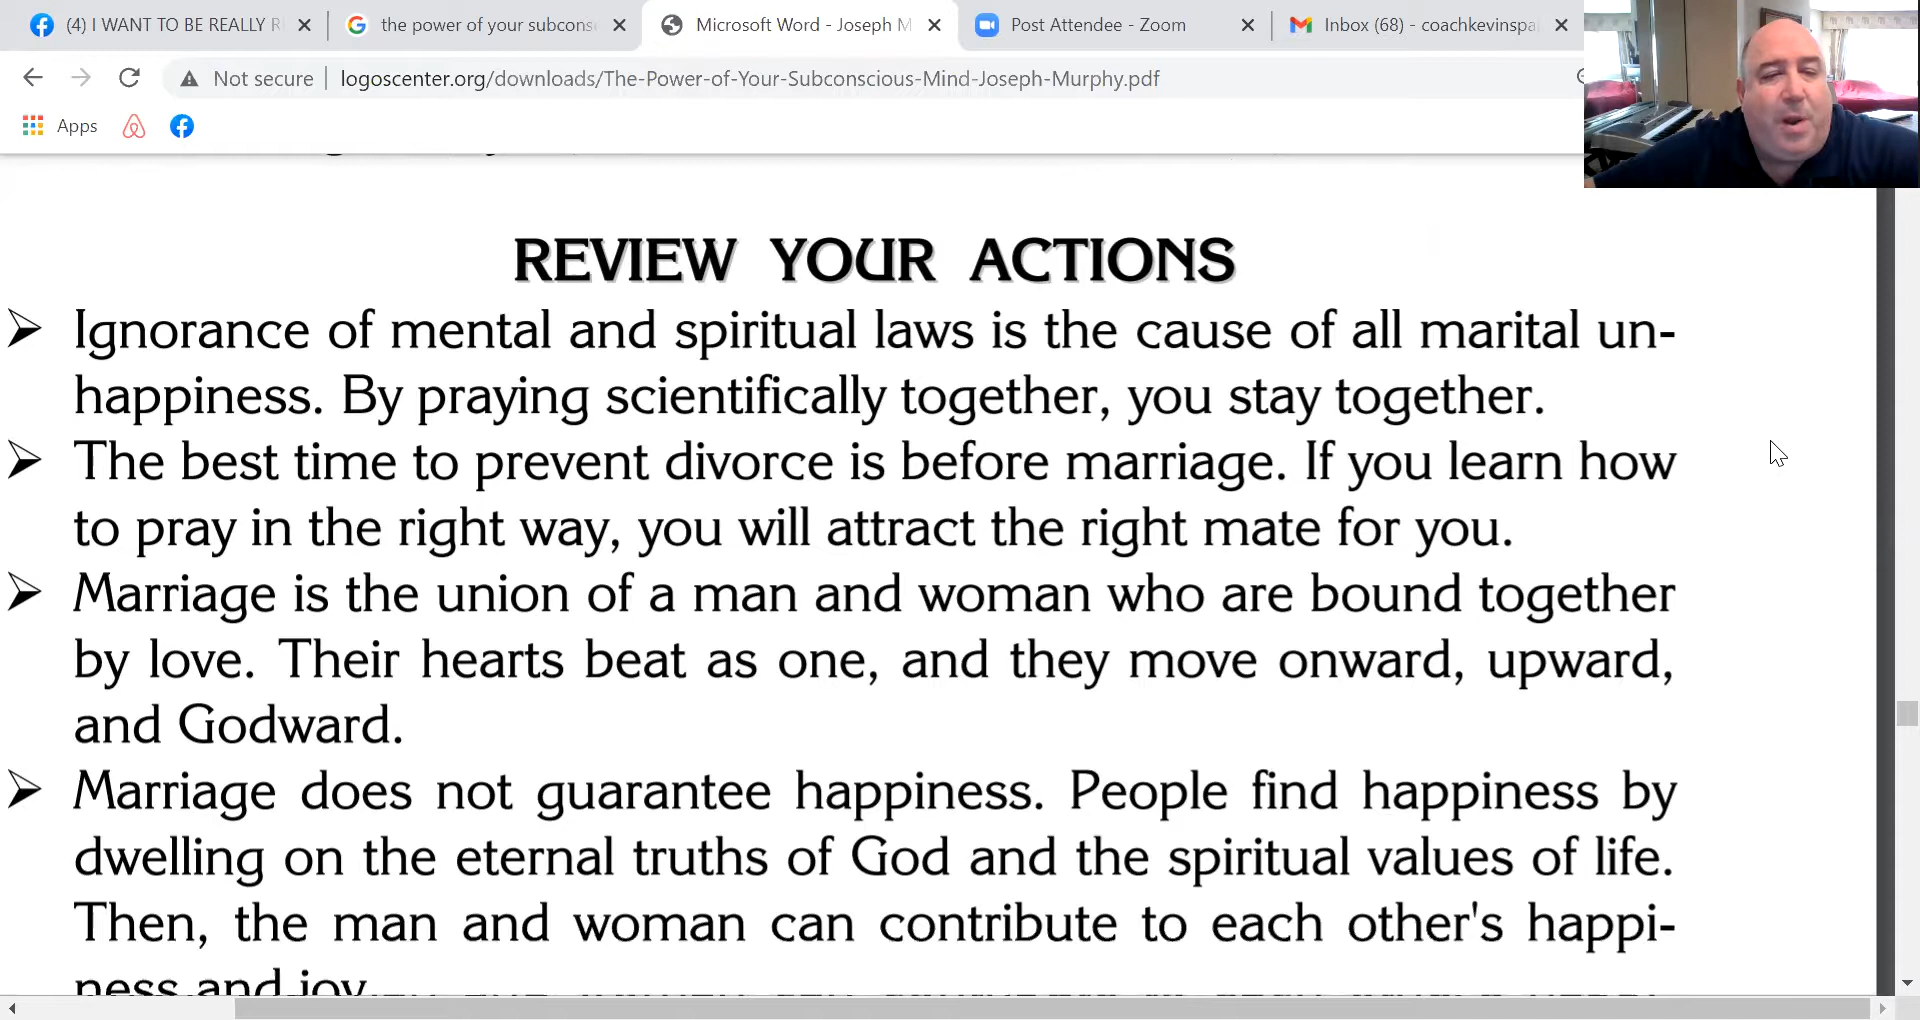 (4) I WANT TO BE REALLY R
the power of your subcons
Microsoft Word - Joseph M
Post Attendee - Zoom
Inbox (68) - coachkevinspa
Not secure
logoscenter.org/downloads/The-Power-of-Your-Subconscious-Mind-Joseph-Murphy.pdf
Apps
REVIEW YOUR ACTIONS
➢ Ignorance of mental and spiritual laws is the cause of all marital un-
happiness. By praying scientifically together, you stay together.
➢ The best time to prevent divorce is before marriage. If you learn how
to pray in the right way, you will attract the right mate for you.
➢ Marriage is the union of a man and woman who are bound together
by love. Their hearts beat as one, and they move onward, upward,
and Godward.
➢ Marriage does not guarantee happiness. People find happiness by
dwelling on the eternal truths of God and the spiritual values of life.
Then, the man and woman can contribute to each other's happi-
ness and joy.